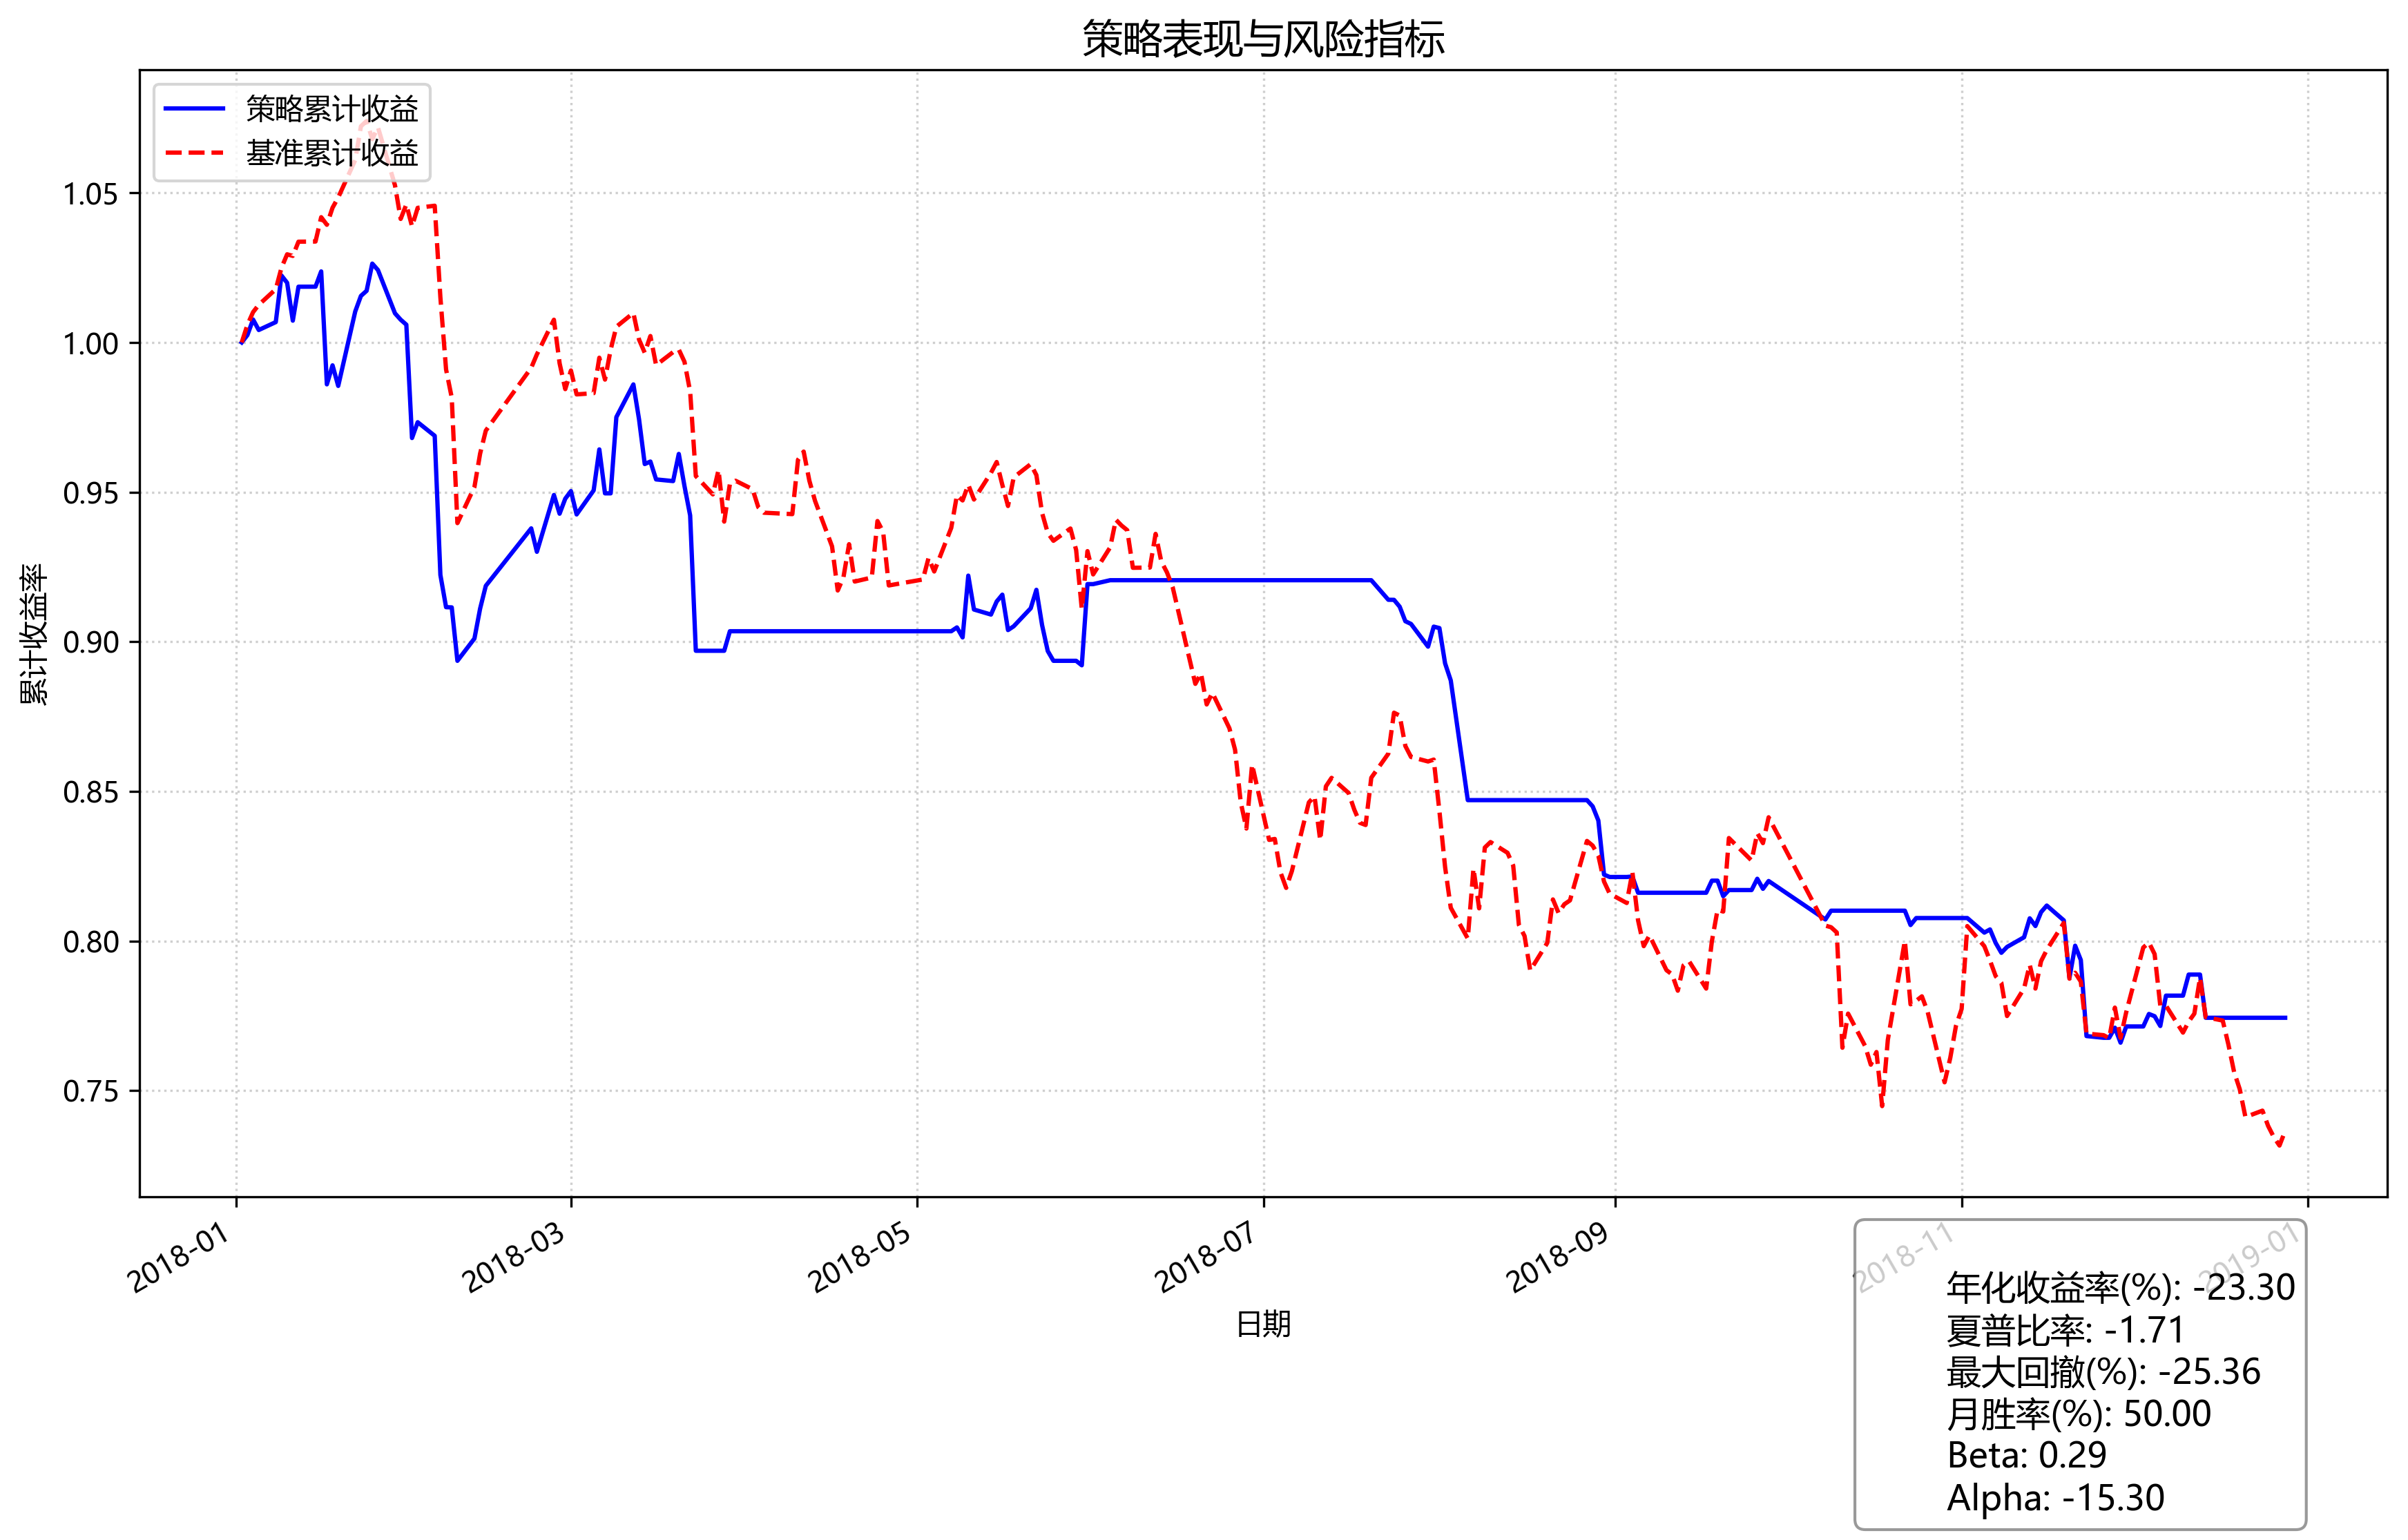 策略表现与风险指标
策略累计收益
基准累计收益
累计收益率
1.05
1.00
0.95
0.90
0.85
0.80
0.75
2018-01
2018-03
2018-05
2018-07
2018-09
2018-11
2019-01
日期
年化收益率(%): -23.30
夏普比率: -1.71
最大回撤(%): -25.36
月胜率(%): 50.00
Beta: 0.29
Alpha: -15.30